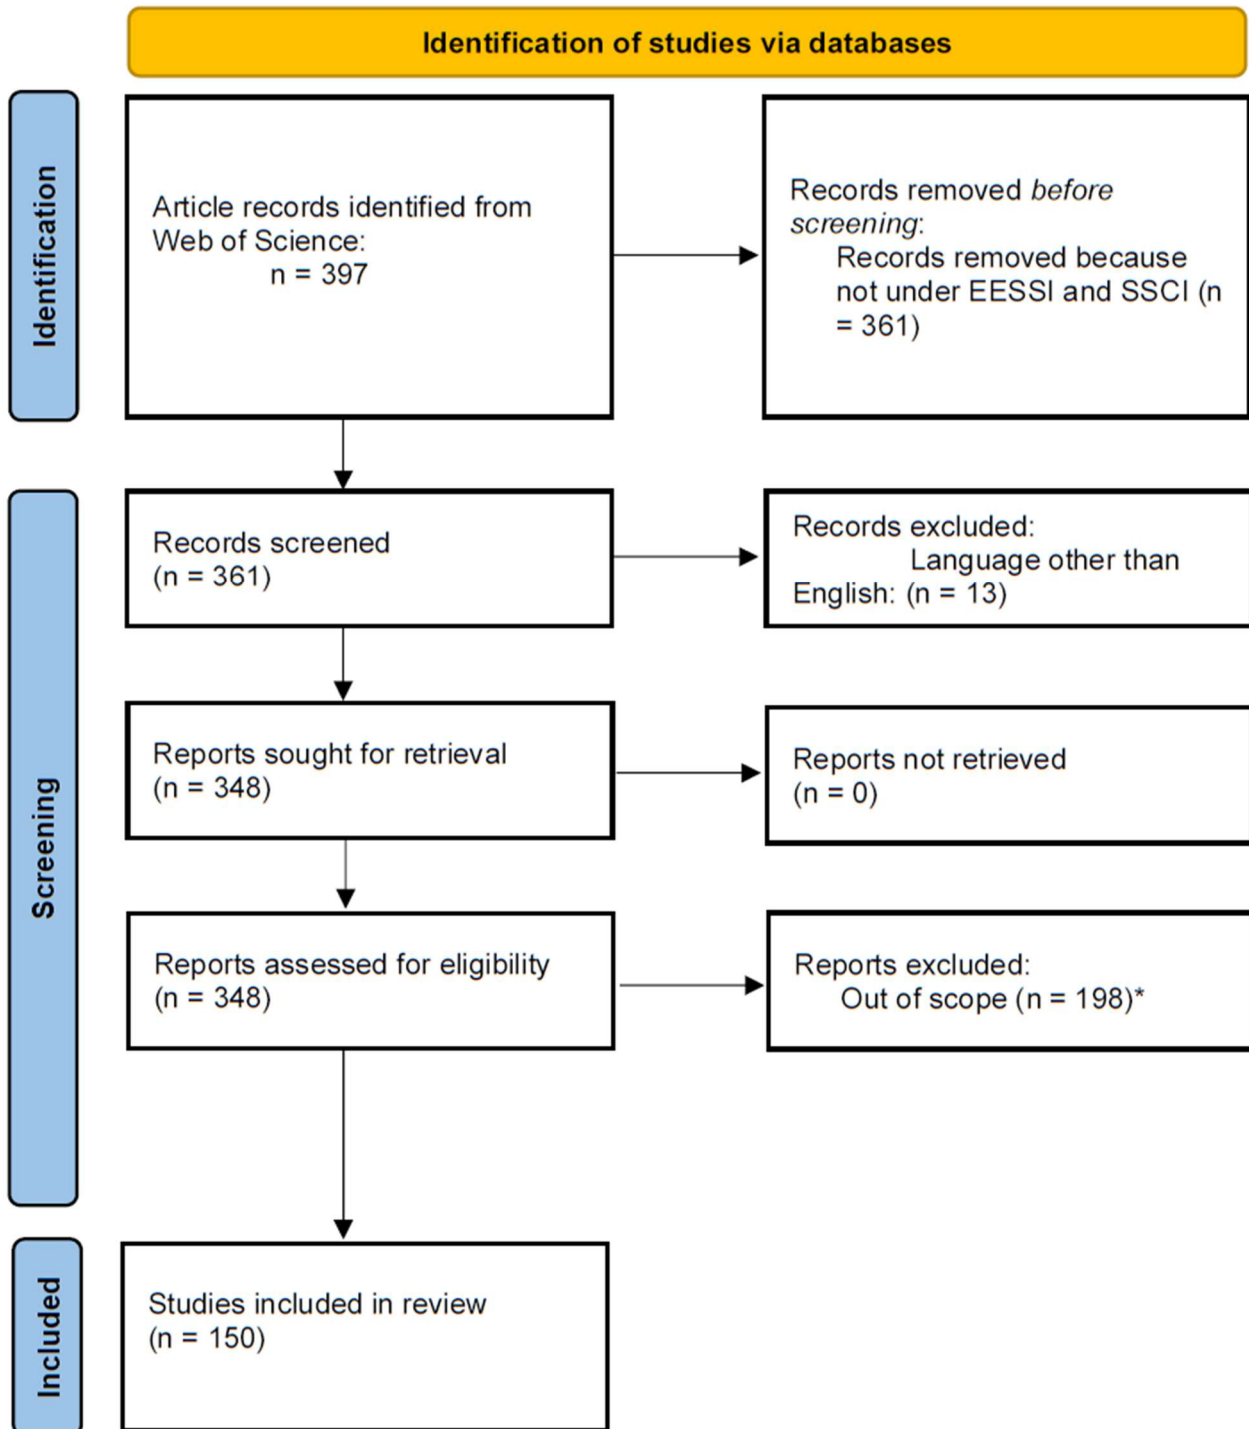 Identification of studies via databases
Identification
Article records identified from
Web of Science:
n = 397
Records removed before
screening:
Records removed because
not under EESSI and SSCI (n
= 361)
Screening
Records screened
(n = 361)
Records excluded:
Language other than
English: (n = 13)
Reports sought for retrieval
(n = 348)
Reports not retrieved
(n = 0)
Reports assessed for eligibility
(n = 348)
Reports excluded:
Out of scope (n = 198)*
Included
Studies included in review
(n = 150)